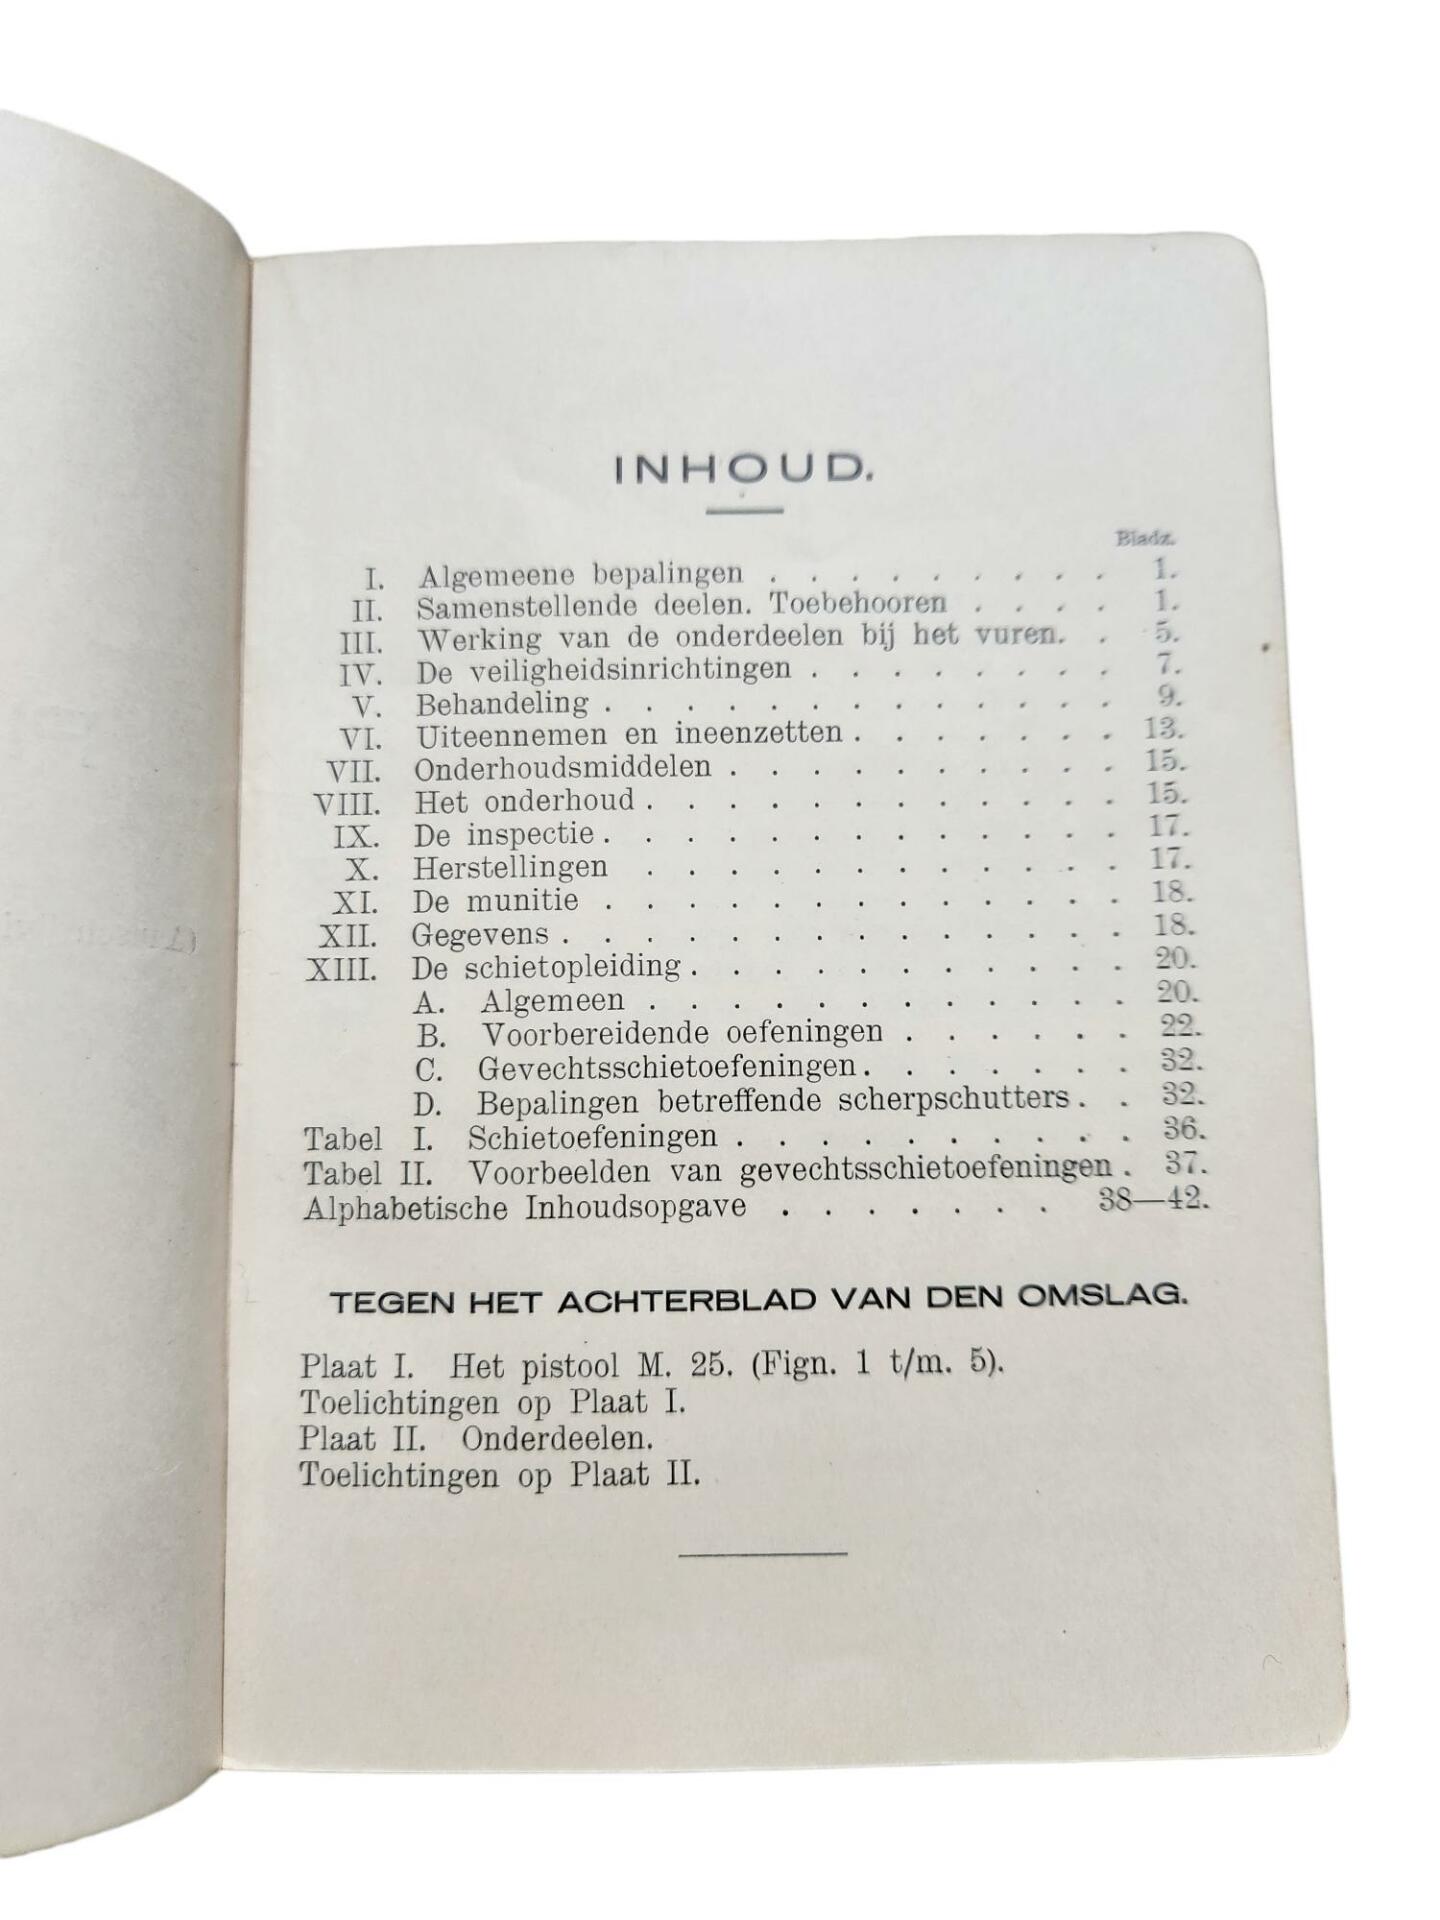 INHOUD.
Bladz.
I. Algemeene bepalingen . . . . . . . . . 1.
II. Samenstellende deelen. Toebehooren . . . . 1.
III. Werking van de onderdeelen bij het vuren. . 5.
IV. De veiligheidsinrichtingen . . . . . . . . 7.
V. Behandeling . . . . . . . . . . . . . 9.
VI. Uiteennemen en ineenzetten . . . . . . . 13.
VII. Onderhoudsmiddelen . . . . . . . . . . 15.
VIII. Het onderhoud . . . . . . . . . . . . 15.
IX. De inspectie . . . . . . . . . . . . . 17.
X. Herstellingen . . . . . . . . . . . . 17.
XI. De munitie . . . . . . . . . . . . . 18.
XII. Gegevens . . . . . . . . . . . . . . 18.
XIII. De schietopleiding . . . . . . . . . . . 20.
A. Algemeen . . . . . . . . . . . . 20.
B. Voorbereidende oefeningen . . . . . . 22.
C. Gevechtsschietoefeningen . . . . . . . 32.
D. Bepalingen betreffende scherpschutters . . 32.
Tabel I. Schietoefeningen . . . . . . . . . . 36.
Tabel II. Voorbeelden van gevechtsschietoefeningen . 37.
Alphabetische Inhoudsopgave . . . . . . . 38—42.
TEGEN HET ACHTERBLAD VAN DEN OMSLAG.
Plaat I. Het pistool M. 25. (Fign. 1 t/m. 5).
Toelichtingen op Plaat I.
Plaat II. Onderdeelen.
Toelichtingen op Plaat II.